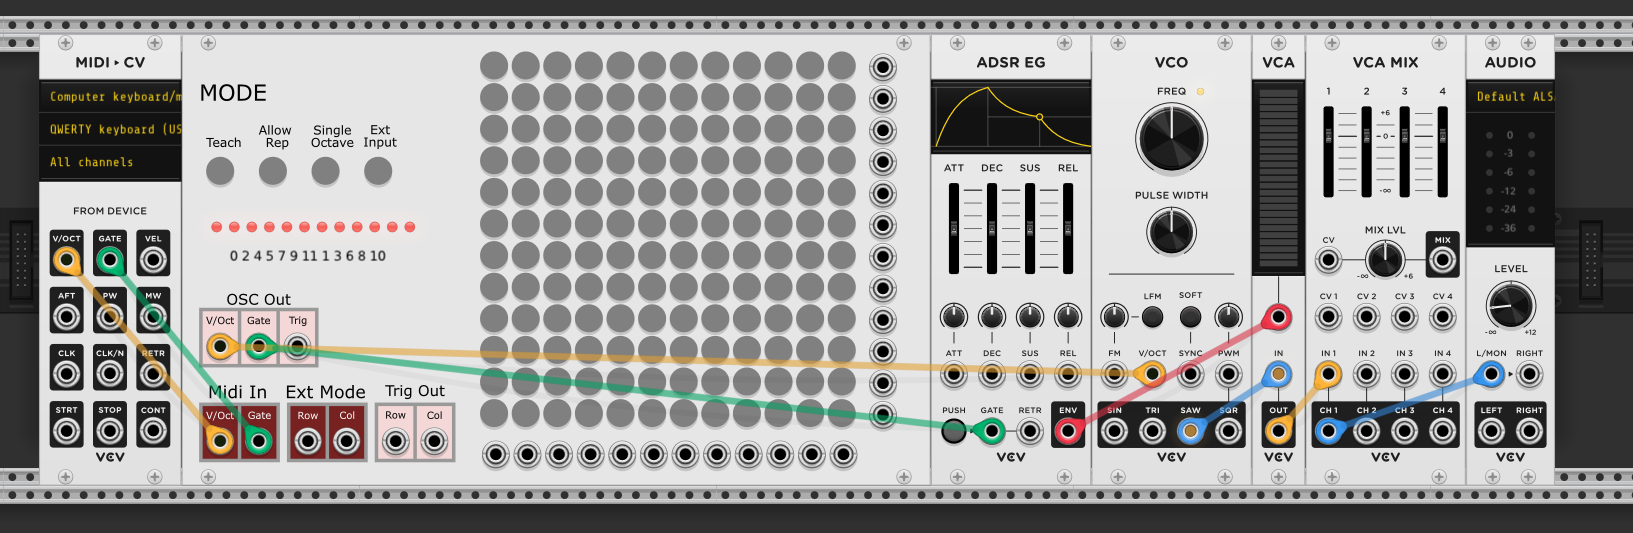 MIDI ▸ CV
Computer keyboard/m
QWERTY keyboard (US
All channels
FROM DEVICE
V/OCT GATE VEL
AFT PW MW
CLK CLK/N RETR
STRT STOP CONT
VCV
MODE
Teach Allow Rep Single Octave Ext Input
0 2 4 5 7 9 11 1 3 6 8 10
OSC Out
V/Oct Gate Trig
Midi In Ext Mode Trig Out
V/Oct Gate Row Col Row Col
ADSR EG
ATT DEC SUS REL
ATT DEC SUS REL
PUSH GATE RETR ENV
VCV
VCO
FREQ
PULSE WIDTH
LFM SOFT
FM V/OCT SYNC PWM
SIN TRI SAW SQR
VCV
VCA
IN
OUT
VCV
VCA MIX
1 2 3 4
+6
-0-
-∞
MIX LVL
CV MIX
-∞ +6
CV 1 CV 2 CV 3 CV 4
IN 1 IN 2 IN 3 IN 4
CH 1 CH 2 CH 3 CH 4
VCV
AUDIO
Default ALS
0
-3
-6
-12
-24
-36
LEVEL
-∞ +12
L/MON RIGHT
LEFT RIGHT
VCV